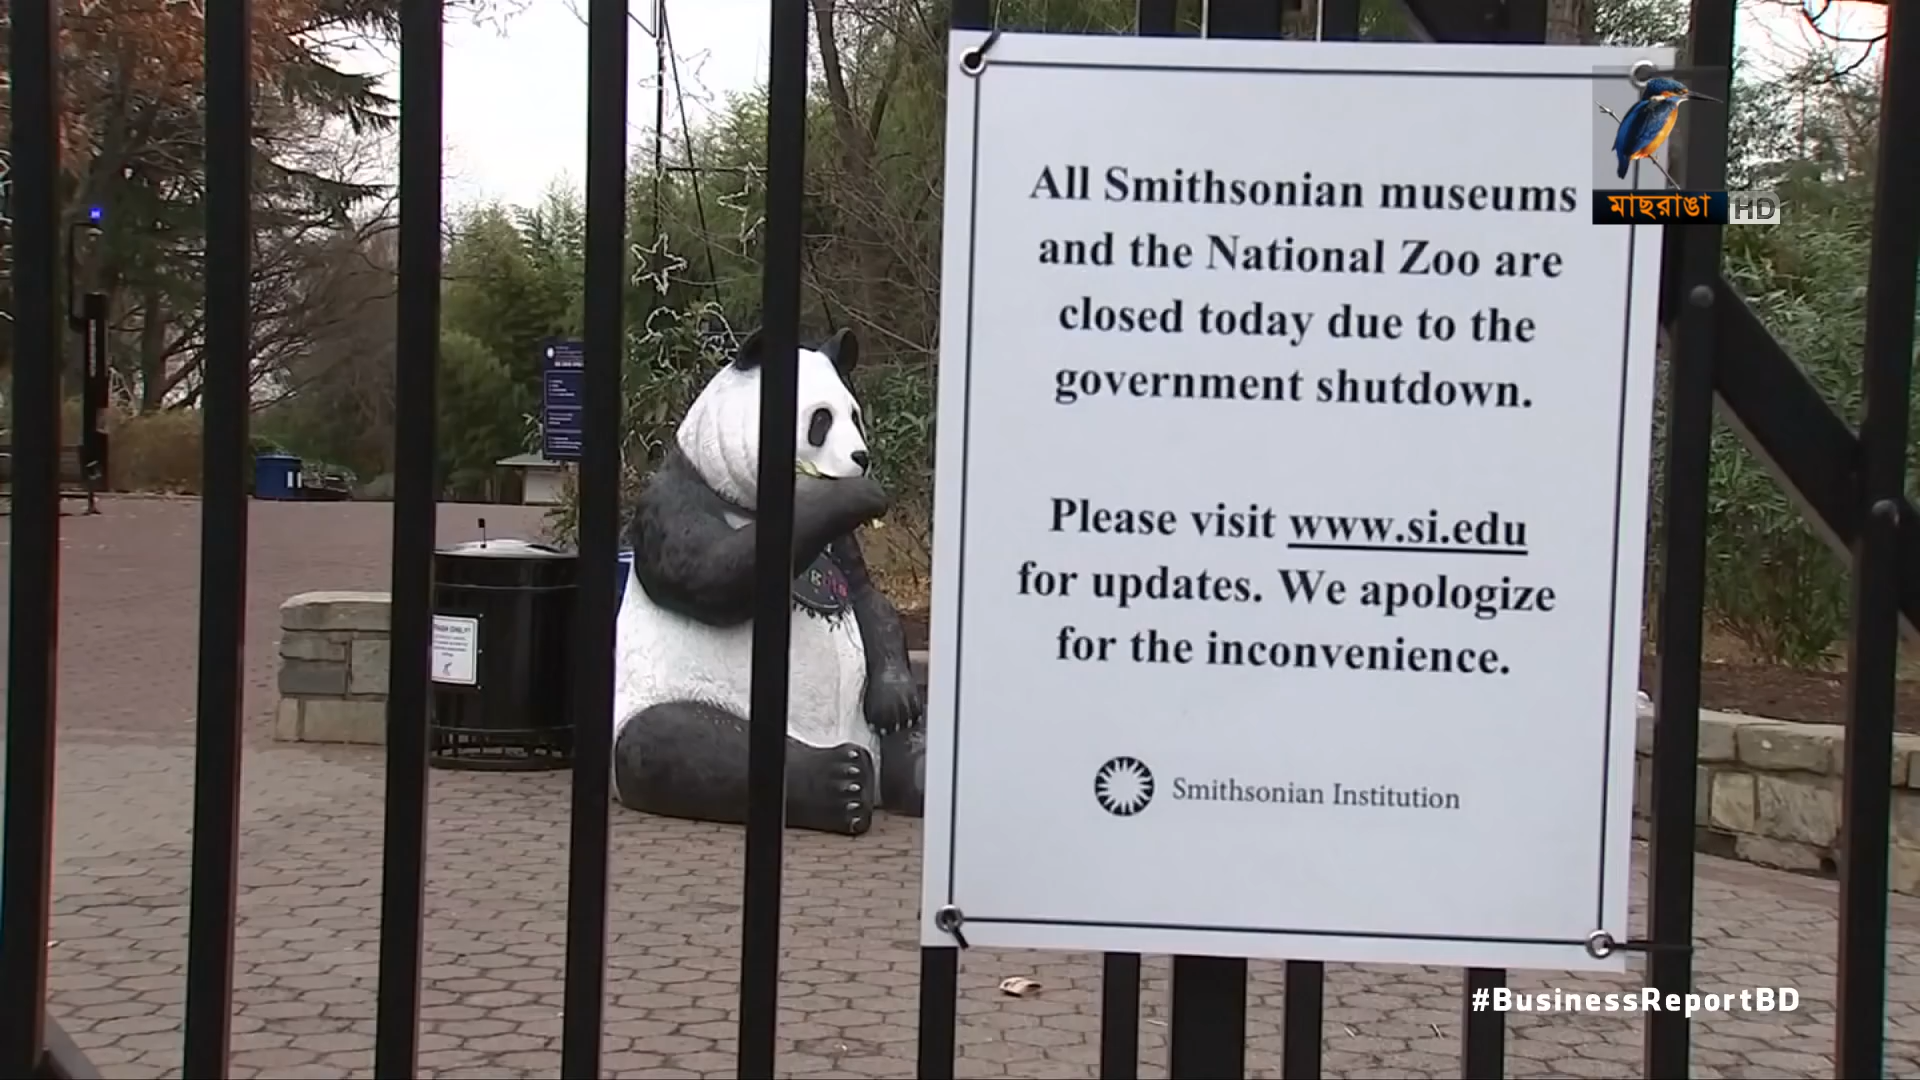 All Smithsonian museums
and the National Zoo are
closed today due to the
government shutdown.
Please visit www.si.edu
for updates. We apologize
for the inconvenience.
Smithsonian Institution
মাছরাঙা HD
#BusinessReportBD